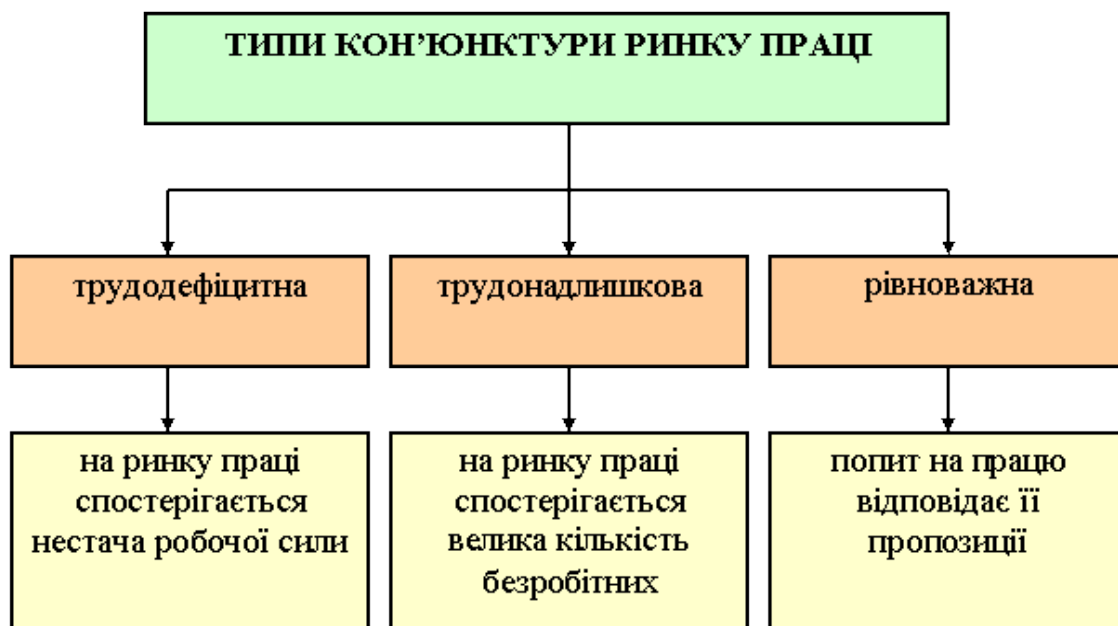 ТИПИ КОН’ЮНКТУРИ РИНКУ ПРАЦІ
трудодефіцитна
трудонадлишкова
рівноважна
на ринку праці
спостерігається
нестача робочої сили
на ринку праці
спостерігається
велика кількість
безробітних
попит на працю
відповідає її
пропозиції